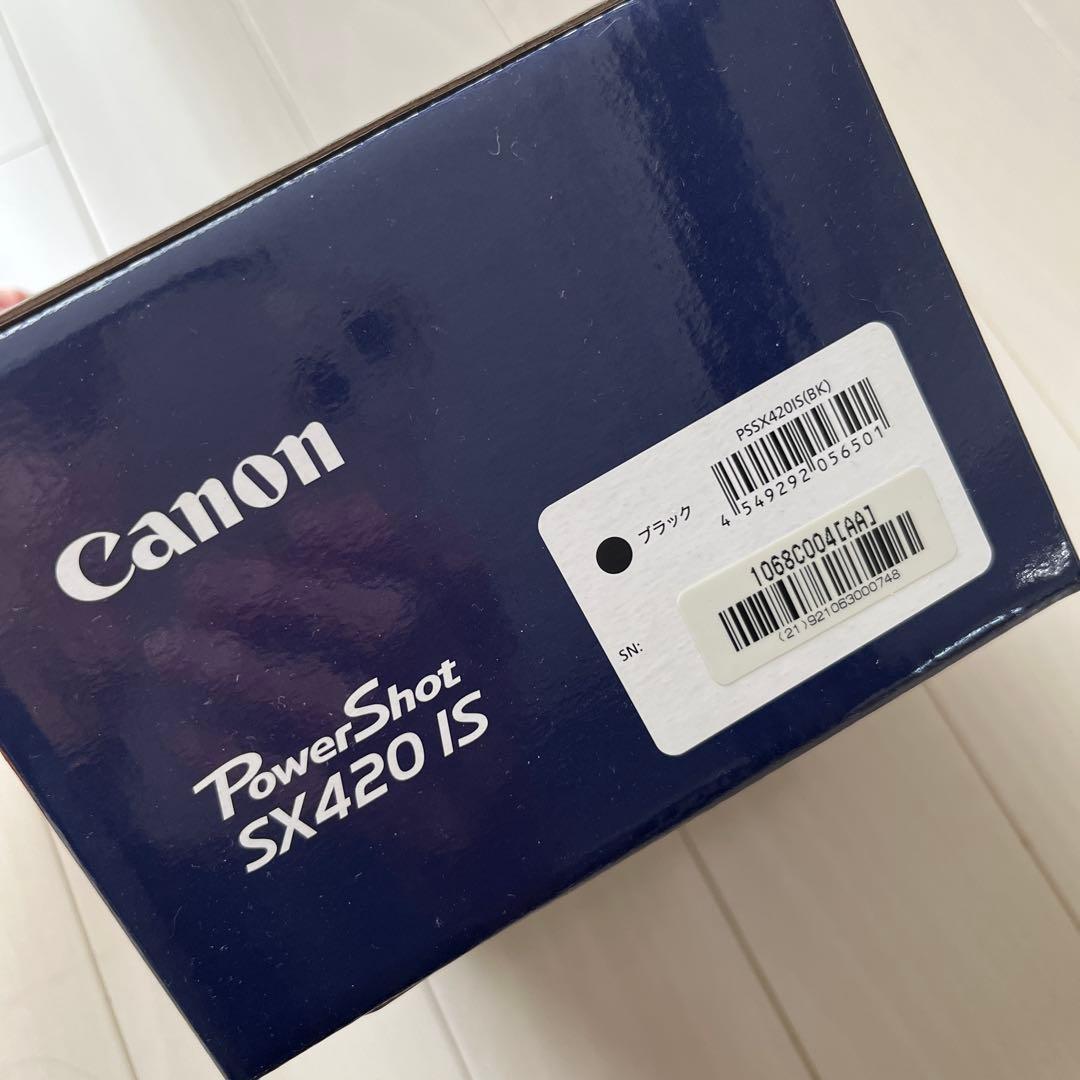 Canon
PowerShot
SX420 IS
PSSX420IS(BK)
4 549292 056501
ブラック
1068C004[AA]
(21)921063000748
SN: